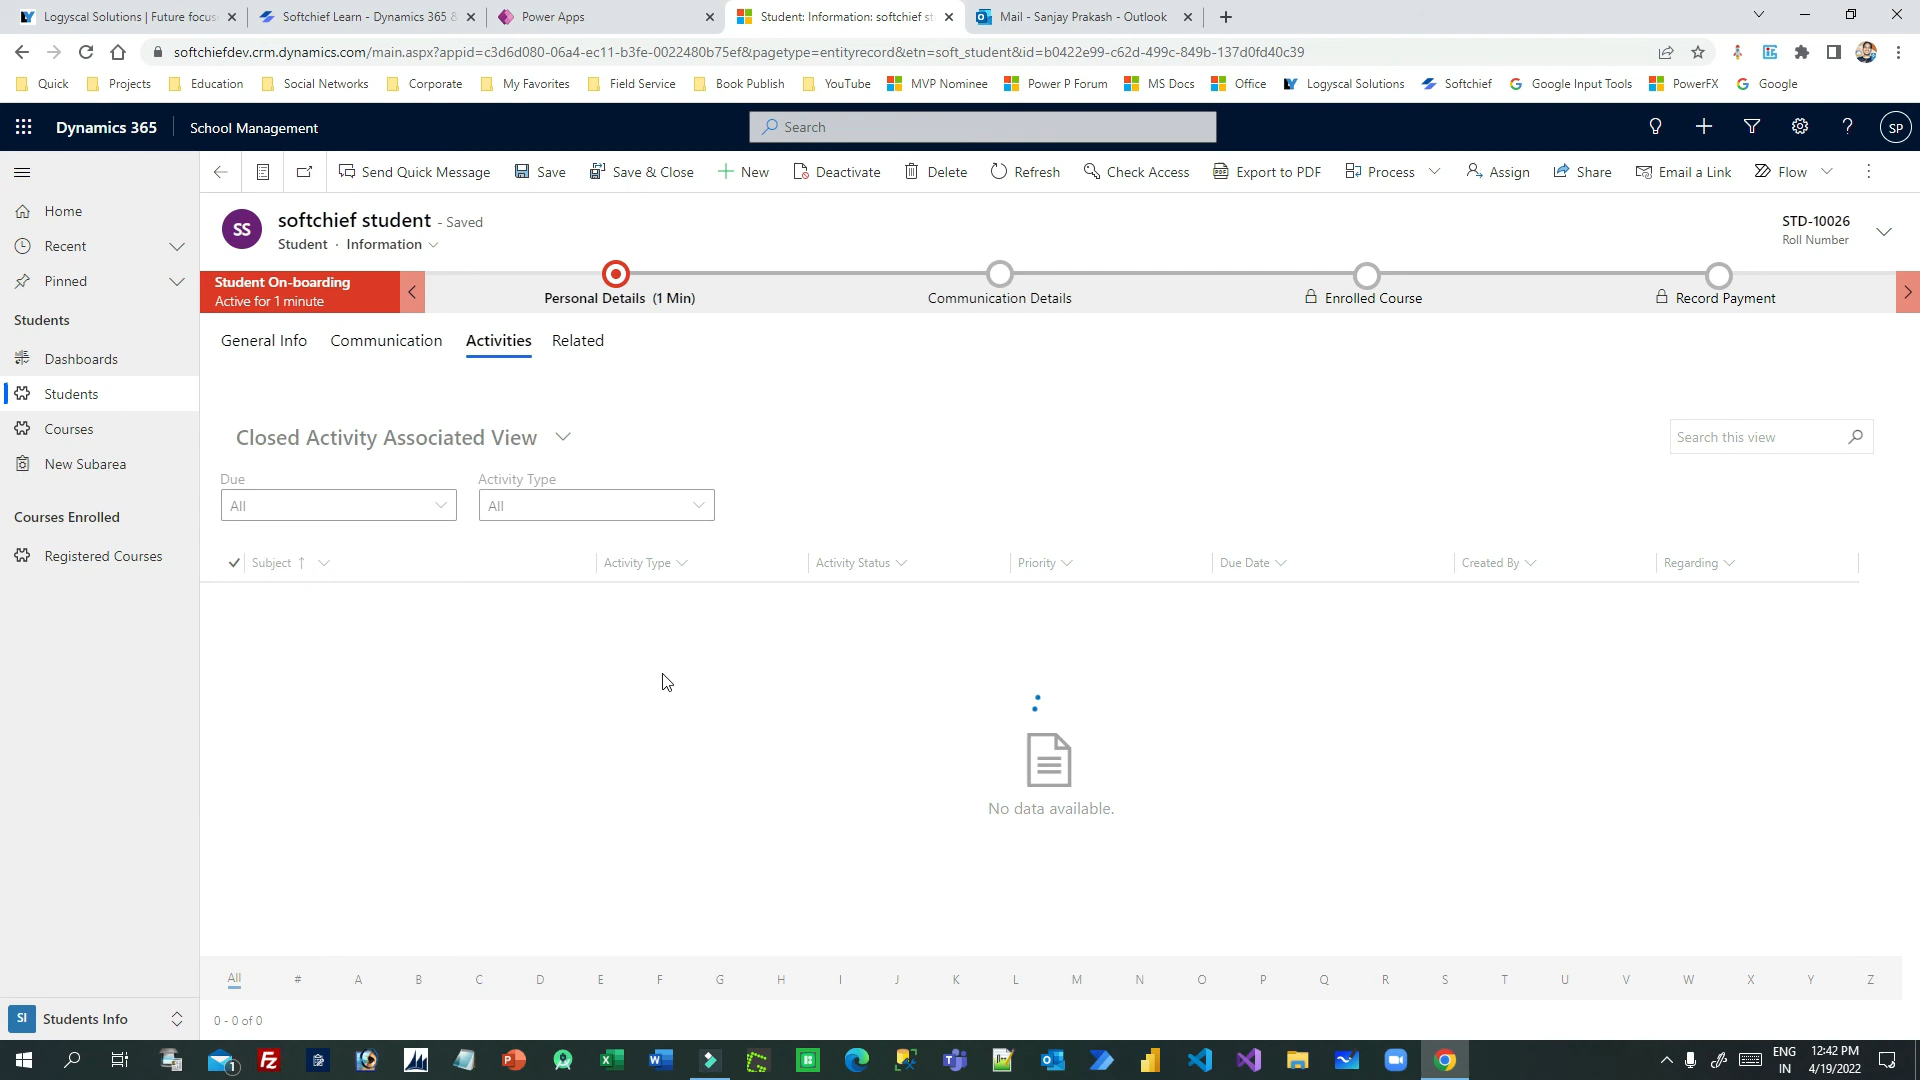 Logyscal Solutions | Future focus
Softchief Learn - Dynamics 365 &
Power Apps
Student: Information: softchief st
Mail - Sanjay Prakash - Outlook
softchiefdev.crm.dynamics.com/main.aspx?appid=c3d6d080-06a4-ec11-b3fe-0022480b75ef&pagetype=entityrecord&etn=soft_student&id=b0422e99-c62d-499c-849b-137d0fd40c39
Quick Projects Education Social Networks Corporate My Favorites Field Service Book Publish YouTube MVP Nominee Power P Forum MS Docs Office Logyscal Solutions Softchief Google Input Tools PowerFX Google
Dynamics 365 School Management Search SP
Send Quick Message Save Save & Close New Deactivate Delete Refresh Check Access Export to PDF Process Assign Share Email a Link Flow
Home
Recent
Pinned
Students
Dashboards
Students
Courses
New Subarea
Courses Enrolled
Registered Courses
SI Students Info
SS softchief student - Saved
Student · Information
STD-10026
Roll Number
Student On-boarding
Active for 1 minute
Personal Details (1 Min) Communication Details Enrolled Course Record Payment
General Info Communication Activities Related
Closed Activity Associated View
Search this view
Due Activity Type
All All
Subject Activity Type Activity Status Priority Due Date Created By Regarding
No data available.
All # A B C D E F G H I J K L M N O P Q R S T U V W X Y Z
0 - 0 of 0
1
ENG
IN
12:42 PM
4/19/2022